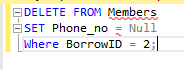 DELETE FROM Members
SET Phone_no = Null
Where BorrowID = 2;